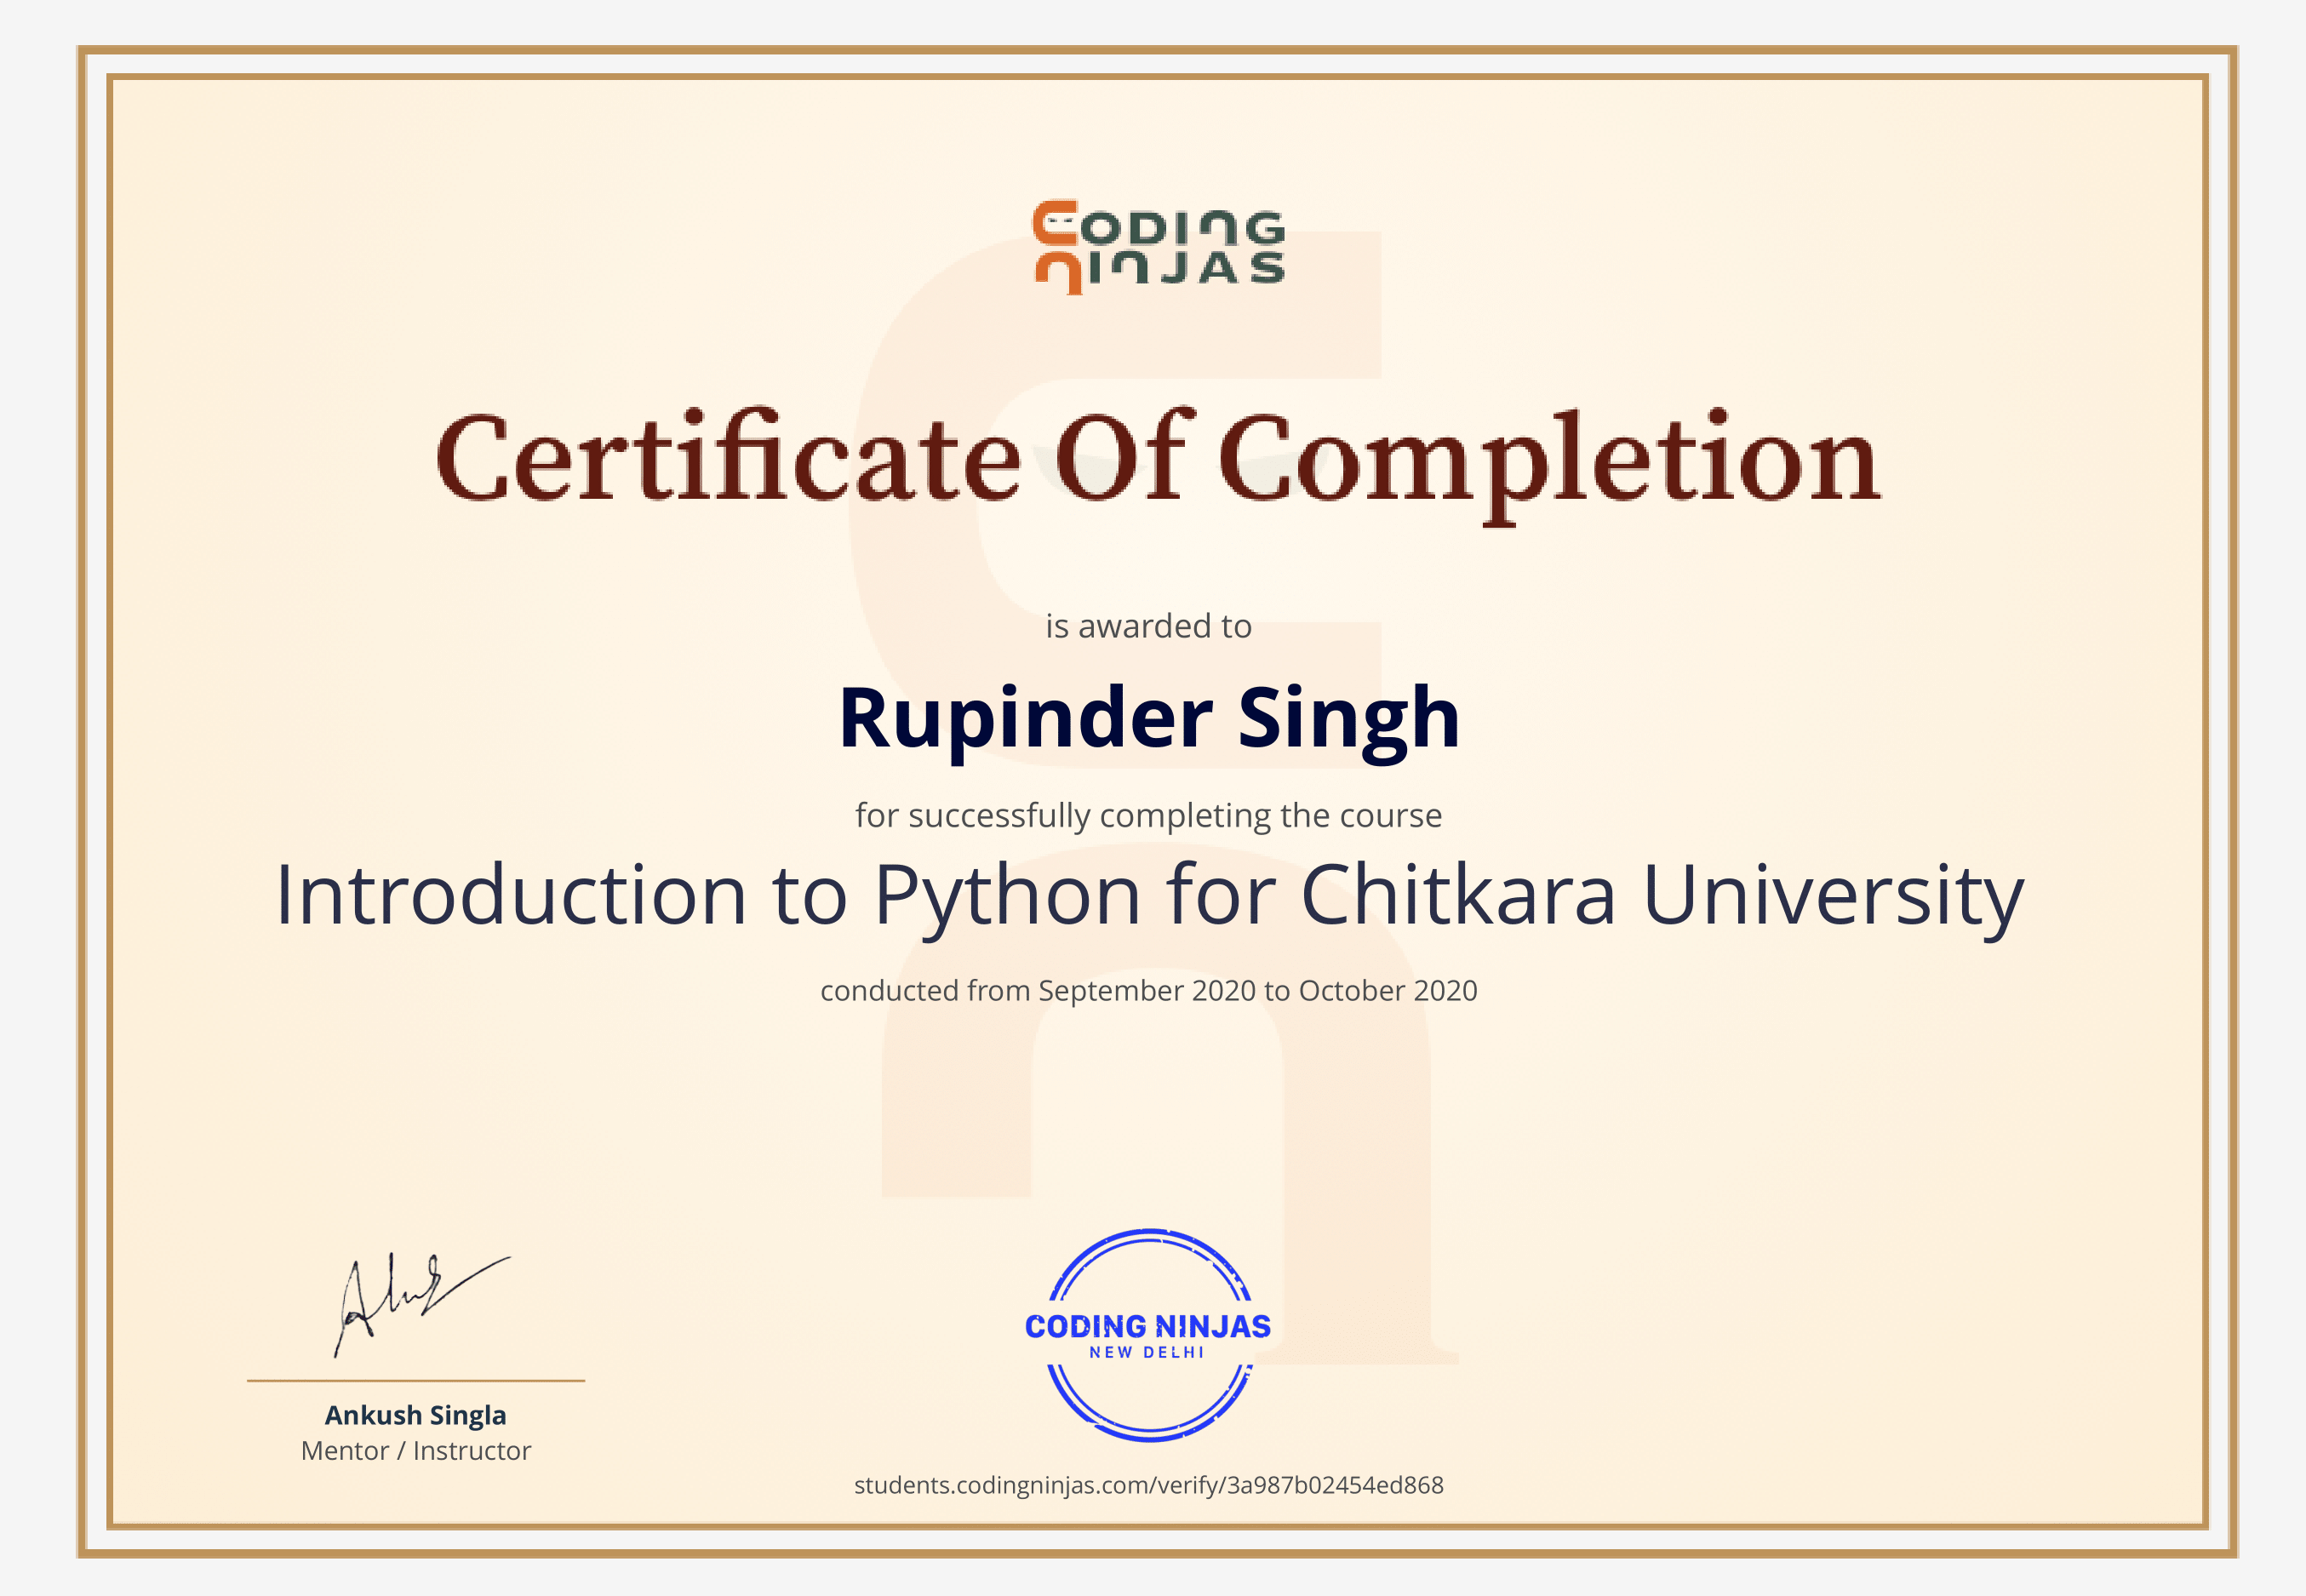 CODING
NINJAS
Certificate Of Completion
is awarded to
Rupinder Singh
for successfully completing the course
Introduction to Python for Chitkara University
conducted from September 2020 to October 2020
CODING NINJAS
NEW DELHI
Ankush Singla
Mentor / Instructor
students.codingninjas.com/verify/3a987b02454ed868